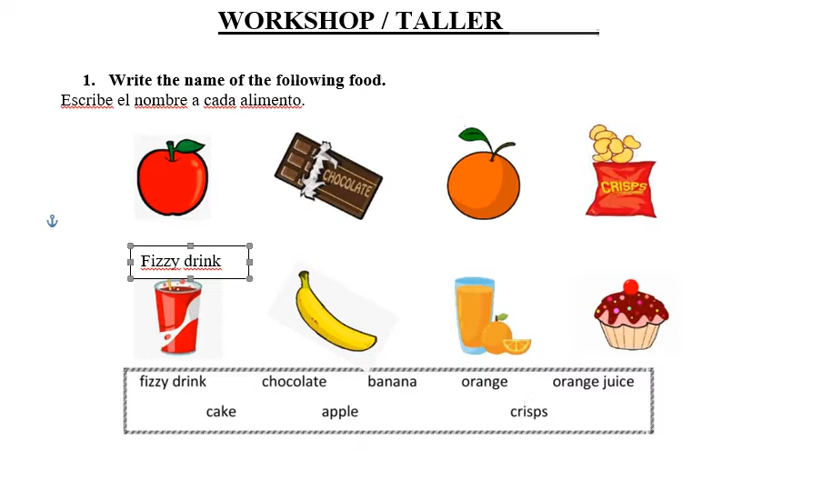 WORKSHOP / TALLER
1. Write the name of the following food.
Escribe el nombre a cada alimento.
CHOCOLATE
CRISPS
Fizzy drink
fizzy drink chocolate banana orange orange juice
cake apple crisps